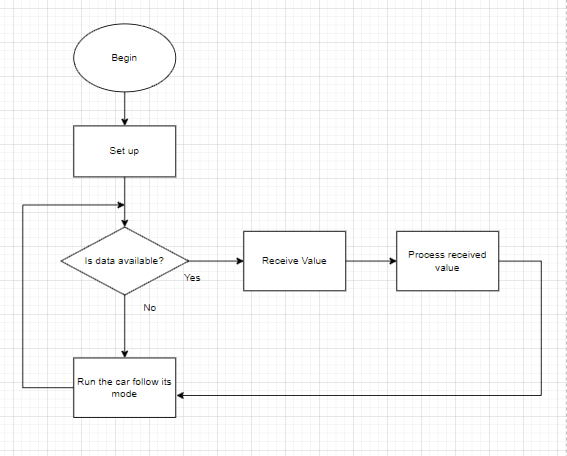 Begin
Set up
Is data available?
Yes
Receive Value
Process received
value
No
Run the car follow its
mode